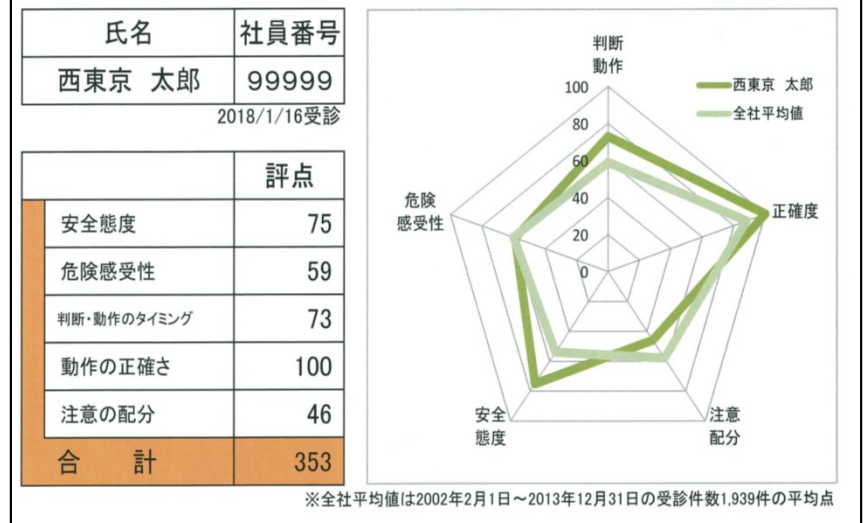 氏名 社員番号
西東京 太郎 99999
2018/1/16受診
評点
安全態度 75
危険感受性 59
判断・動作のタイミング 73
動作の正確さ 100
注意の配分 46
合 計 353
判断
動作
100
80
60
40
20
0
西東京 太郎
全社平均値
危険
感受性
正確度
安全
態度
注意
配分
※全社平均値は2002年2月1日～2013年12月31日の受診件数1,939件の平均点